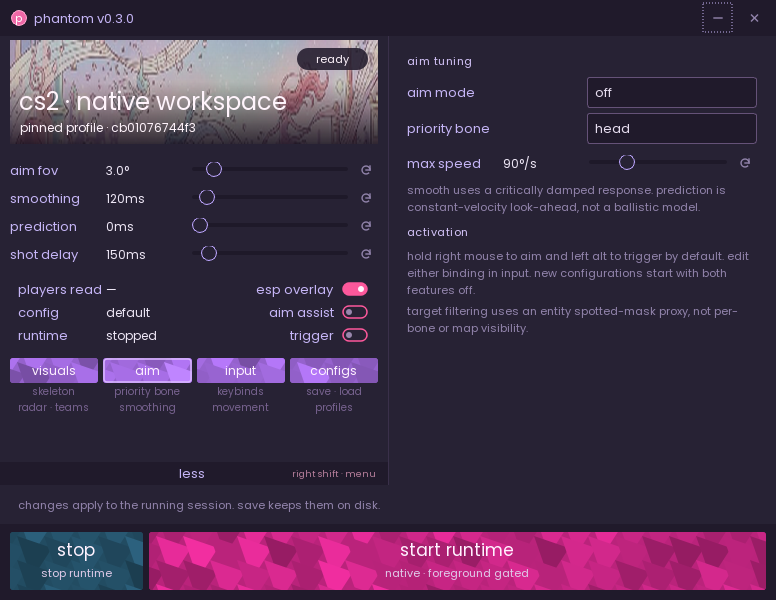 p phantom v0.3.0
ready
cs2 · native workspace
pinned profile · cb01076744f3
aim fov 3.0°
smoothing 120ms
prediction 0ms
shot delay 150ms
players read —
esp overlay
config default
aim assist
runtime stopped
trigger
visuals
aim
input
configs
skeleton
radar · teams
priority bone
smoothing
keybinds
movement
save · load
profiles
less
right shift · menu
aim tuning
aim mode off
priority bone head
max speed 90°/s
smooth uses a critically damped response. prediction is
constant-velocity look-ahead, not a ballistic model.
activation
hold right mouse to aim and left alt to trigger by default. edit
either binding in input. new configurations start with both
features off.
target filtering uses an entity spotted-mask proxy, not per-
bone or map visibility.
changes apply to the running session. save keeps them on disk.
stop
stop runtime
start runtime
native · foreground gated